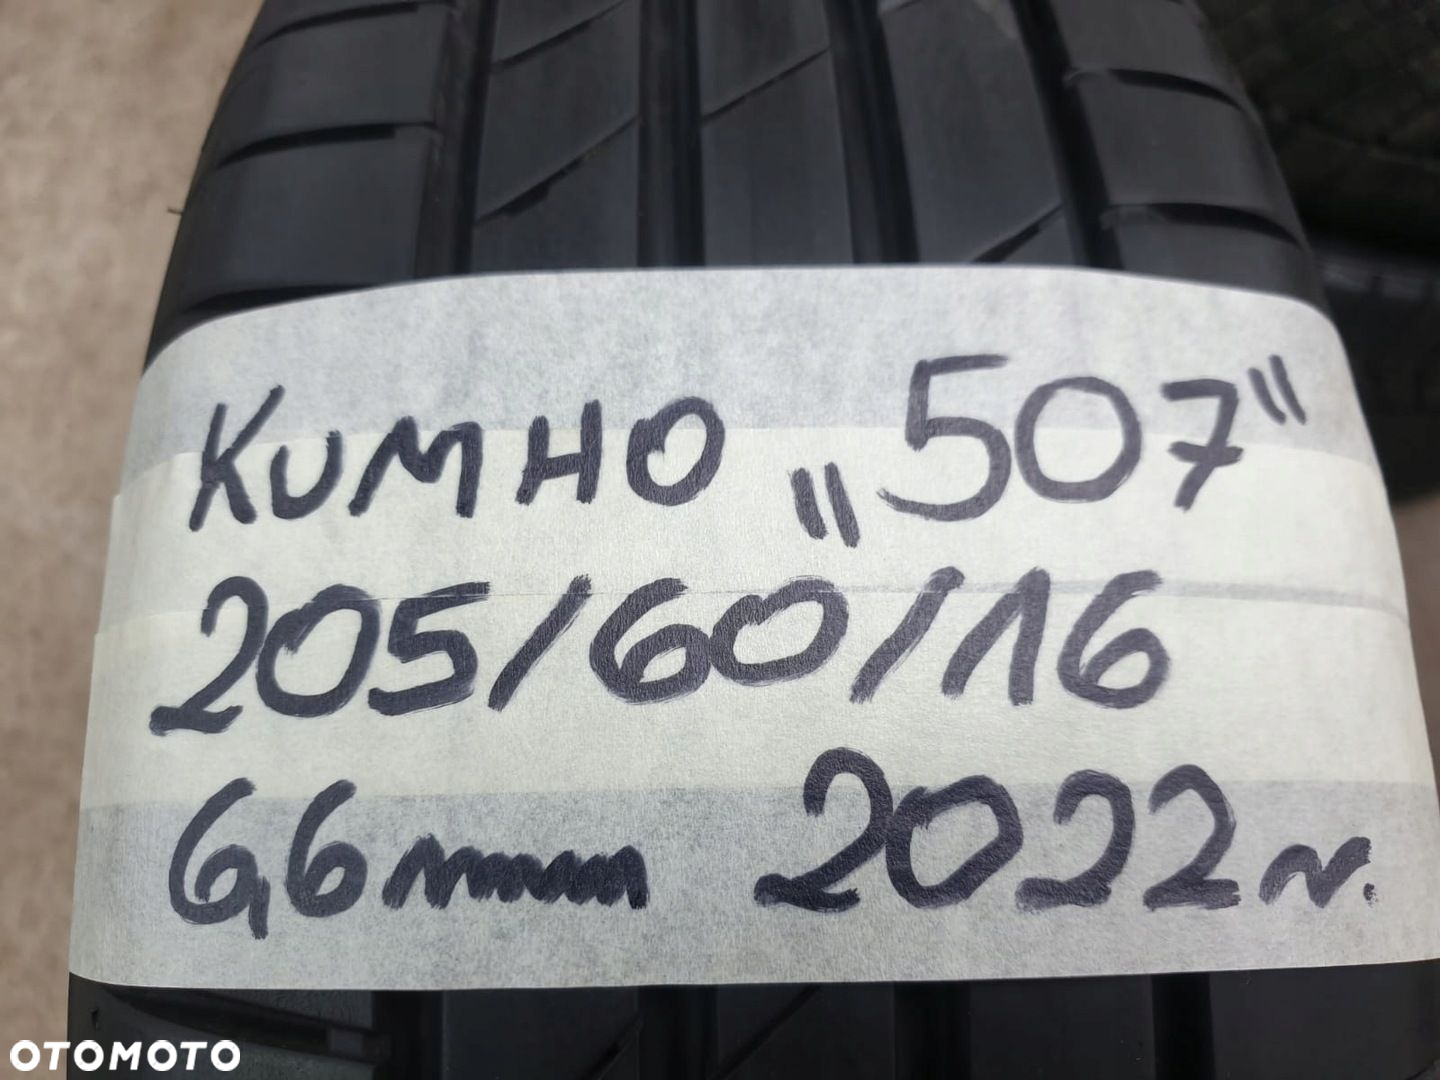 KUMHO „507"
205/60/16
6,6mm 2022r.
OTOMOTO